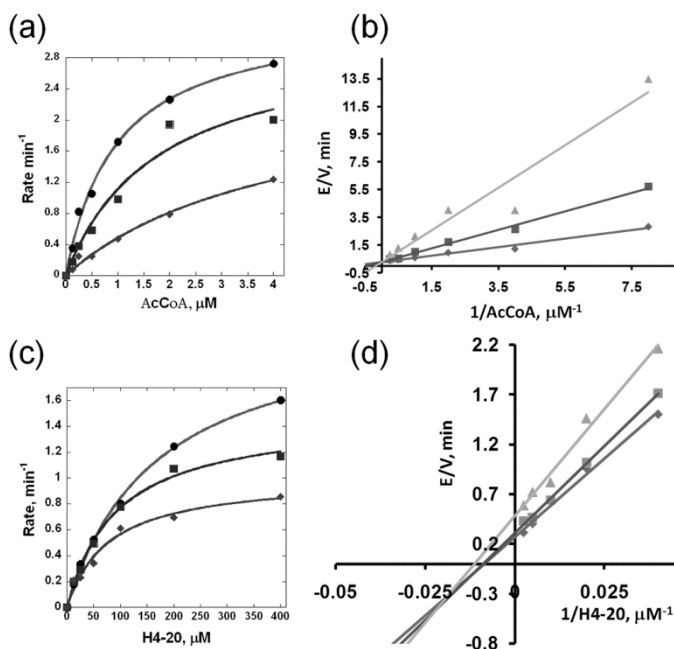 (a)
Rate min-1
2.8
2.4
2
1.6
1.2
0.8
0.4
0
0 0.5 1 1.5 2 2.5 3 3.5 4
AcCoA, μM
(b)
E/V, min
13.5
11.5
9.5
7.5
5.5
3.5
1.5
-0.5
-0.5 1.5 3.5 5.5 7.5
1/AcCoA, μM-1
(c)
Rate, min-1
1.6
1.4
1.2
1
0.8
0.6
0.4
0.2
0
0 50 100 150 200 250 300 350 400
H4-20, μM
(d)
E/V, min
2.2
1.7
1.2
0.7
0.2
-0.05 -0.025 0 0.025
-0.3
1/H4-20, μM-1
-0.8